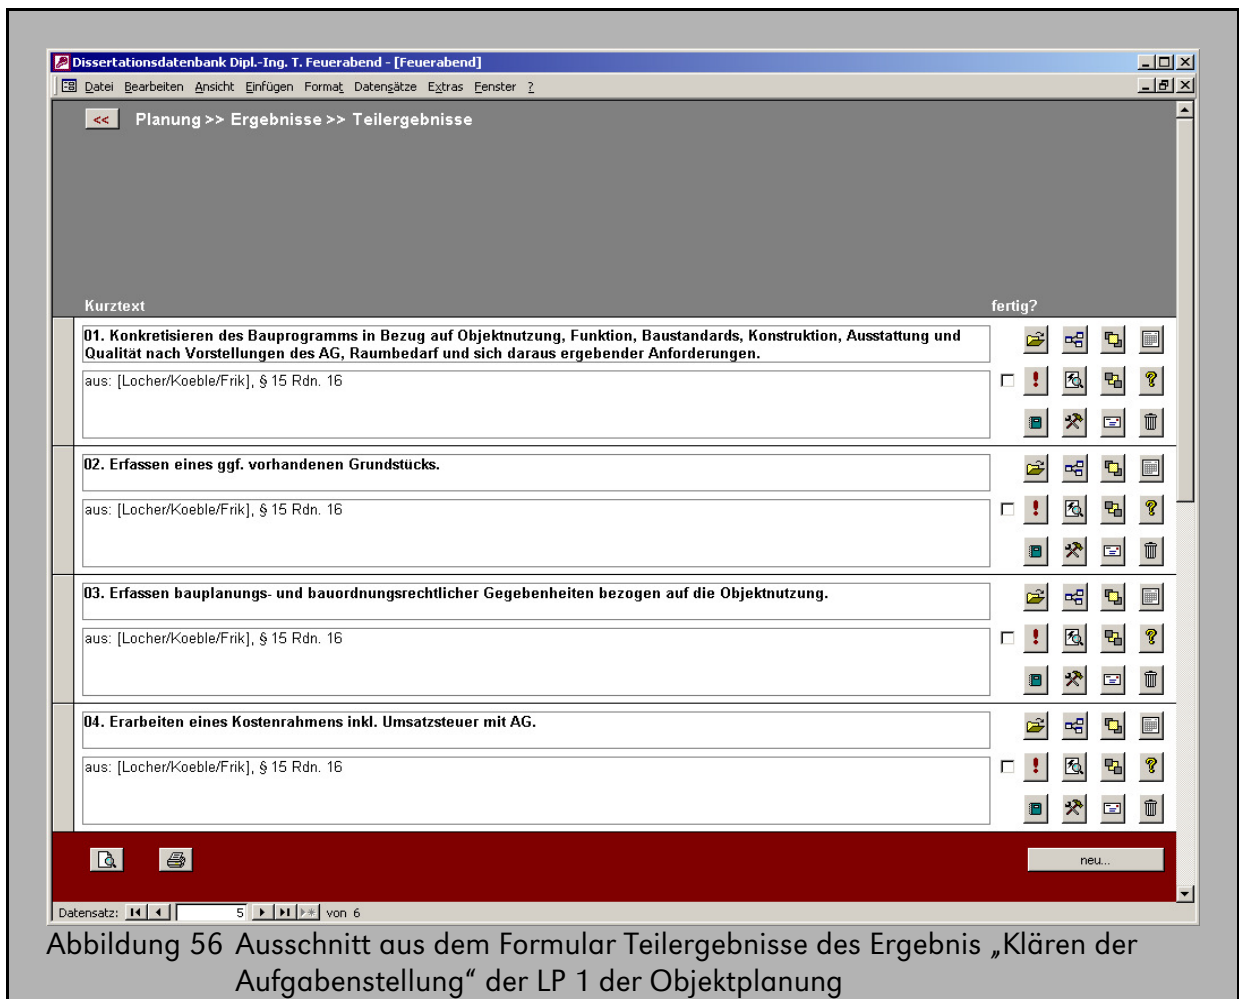 Dissertationsdatenbank Dipl.-Ing. T. Feuerabend - [Feuerabend]
Datei Bearbeiten Ansicht Einfügen Format Datensätze Extras Fenster ?
<< Planung >> Ergebnisse >> Teilergebnisse
Kurztext fertig?
01. Konkretisieren des Bauprogramms in Bezug auf Objektnutzung, Funktion, Baustandards, Konstruktion, Ausstattung und
Qualität nach Vorstellungen des AG, Raumbedarf und sich daraus ergebender Anforderungen.
aus: [Locher/Koeble/Frik], § 15 Rdn. 16
02. Erfassen eines ggf. vorhandenen Grundstücks.
aus: [Locher/Koeble/Frik], § 15 Rdn. 16
03. Erfassen bauplanungs- und bauordnungsrechtlicher Gegebenheiten bezogen auf die Objektnutzung.
aus: [Locher/Koeble/Frik], § 15 Rdn. 16
04. Erarbeiten eines Kostenrahmens inkl. Umsatzsteuer mit AG.
aus: [Locher/Koeble/Frik], § 15 Rdn. 16
neu...
Datensatz: 5 von 6
Abbildung 56 Ausschnitt aus dem Formular Teilergebnisse des Ergebnis „Klären der
Aufgabenstellung“ der LP 1 der Objektplanung